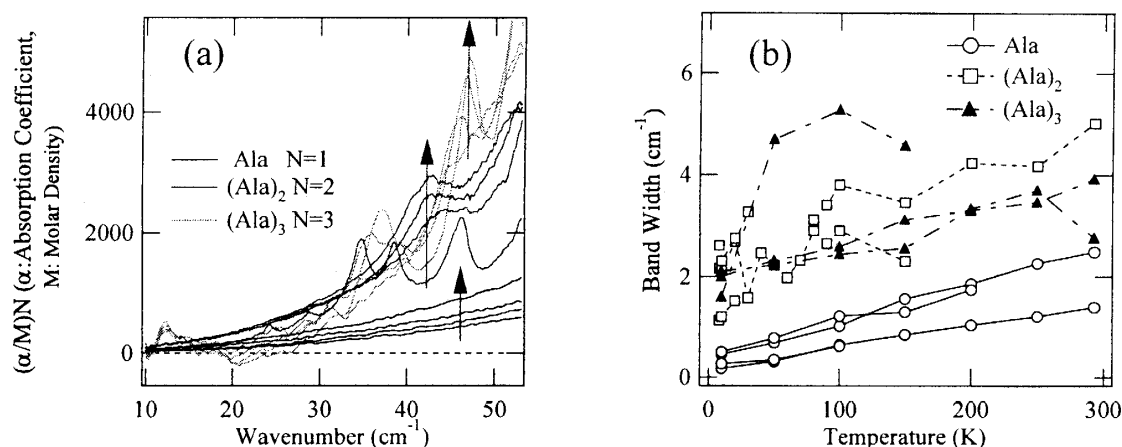 (α/M)N (α:Absorption Coefficient,
M: Molar Density)
(a)
4000
2000
0
Ala N=1
(Ala)2 N=2
(Ala)3 N=3
10 20 30 40 50
Wavenumber (cm-1)
(b)
Ala
(Ala)2
(Ala)3
Band Width (cm-1)
6
4
2
0
0 100 200 300
Temperature (K)